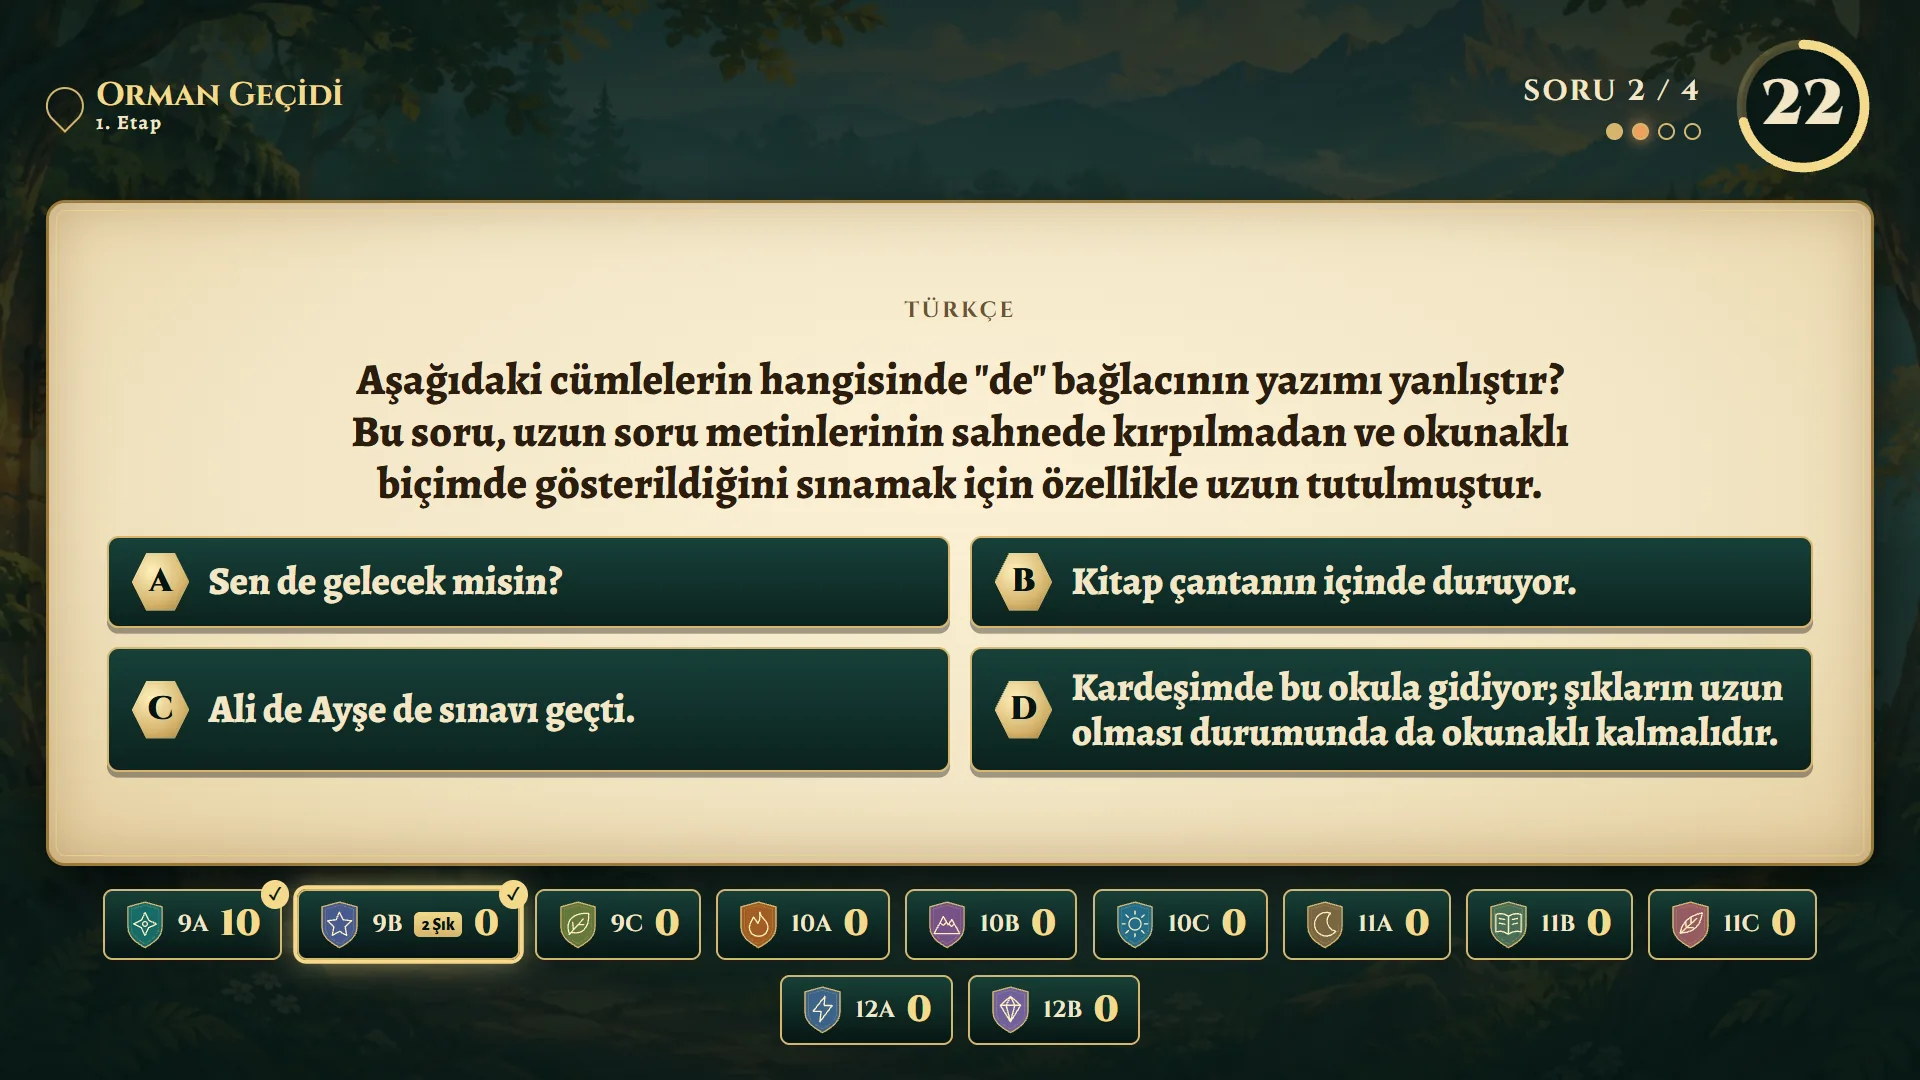 ORMAN GEÇİDİ
1. Etap
SORU 2 / 4
22
TÜRKÇE
Aşağıdaki cümlelerin hangisinde "de" bağlacının yazımı yanlıştır?
Bu soru, uzun soru metinlerinin sahnede kırpılmadan ve okunaklı
biçimde gösterildiğini sınamak için özellikle uzun tutulmuştur.
A Sen de gelecek misin?
B Kitap çantanın içinde duruyor.
C Ali de Ayşe de sınavı geçti.
D Kardeşimde bu okula gidiyor; şıkların uzun
olması durumunda da okunaklı kalmalıdır.
9A 10
9B 2 Şık 0
9C 0
10A 0
10B 0
10C 0
11A 0
11B 0
11C 0
12A 0
12B 0